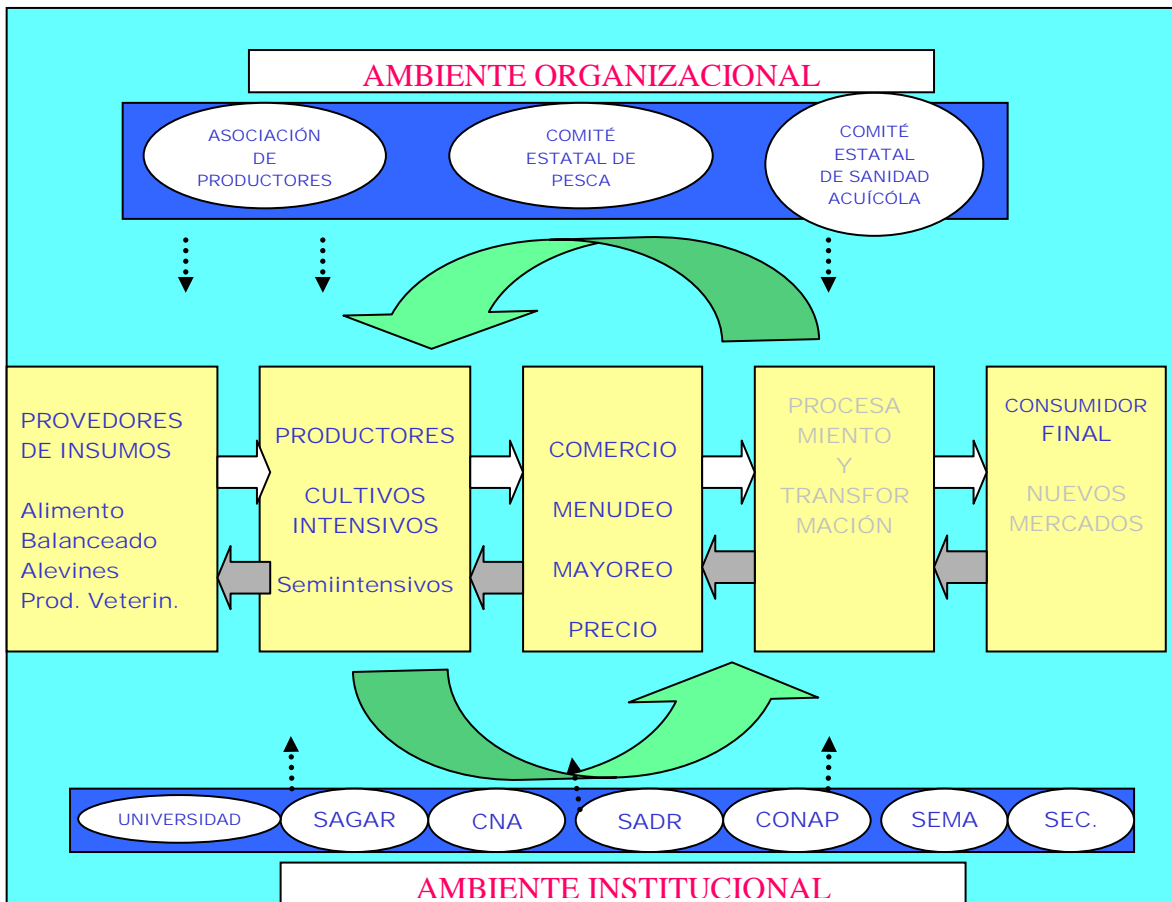 AMBIENTE ORGANIZACIONAL
ASOCIACIÓN
DE
PRODUCTORES
COMITÉ
ESTATAL DE
PESCA
COMITÉ
ESTATAL
DE SANIDAD
ACUÍCÓLA
PROVEDORES
DE INSUMOS
Alimento
Balanceado
Alevines
Prod. Veterin.
PRODUCTORES
CULTIVOS
INTENSIVOS
Semiintensivos
COMERCIO
MENUDEO
MAYOREO
PRECIO
PROCESA
MIENTO
Y
TRANSFOR
MACIÓN
CONSUMIDOR
FINAL
NUEVOS
MERCADOS
UNIVERSIDAD
SAGAR
CNA
SADR
CONAP
SEMA
SEC.
AMBIENTE INSTITUCIONAL